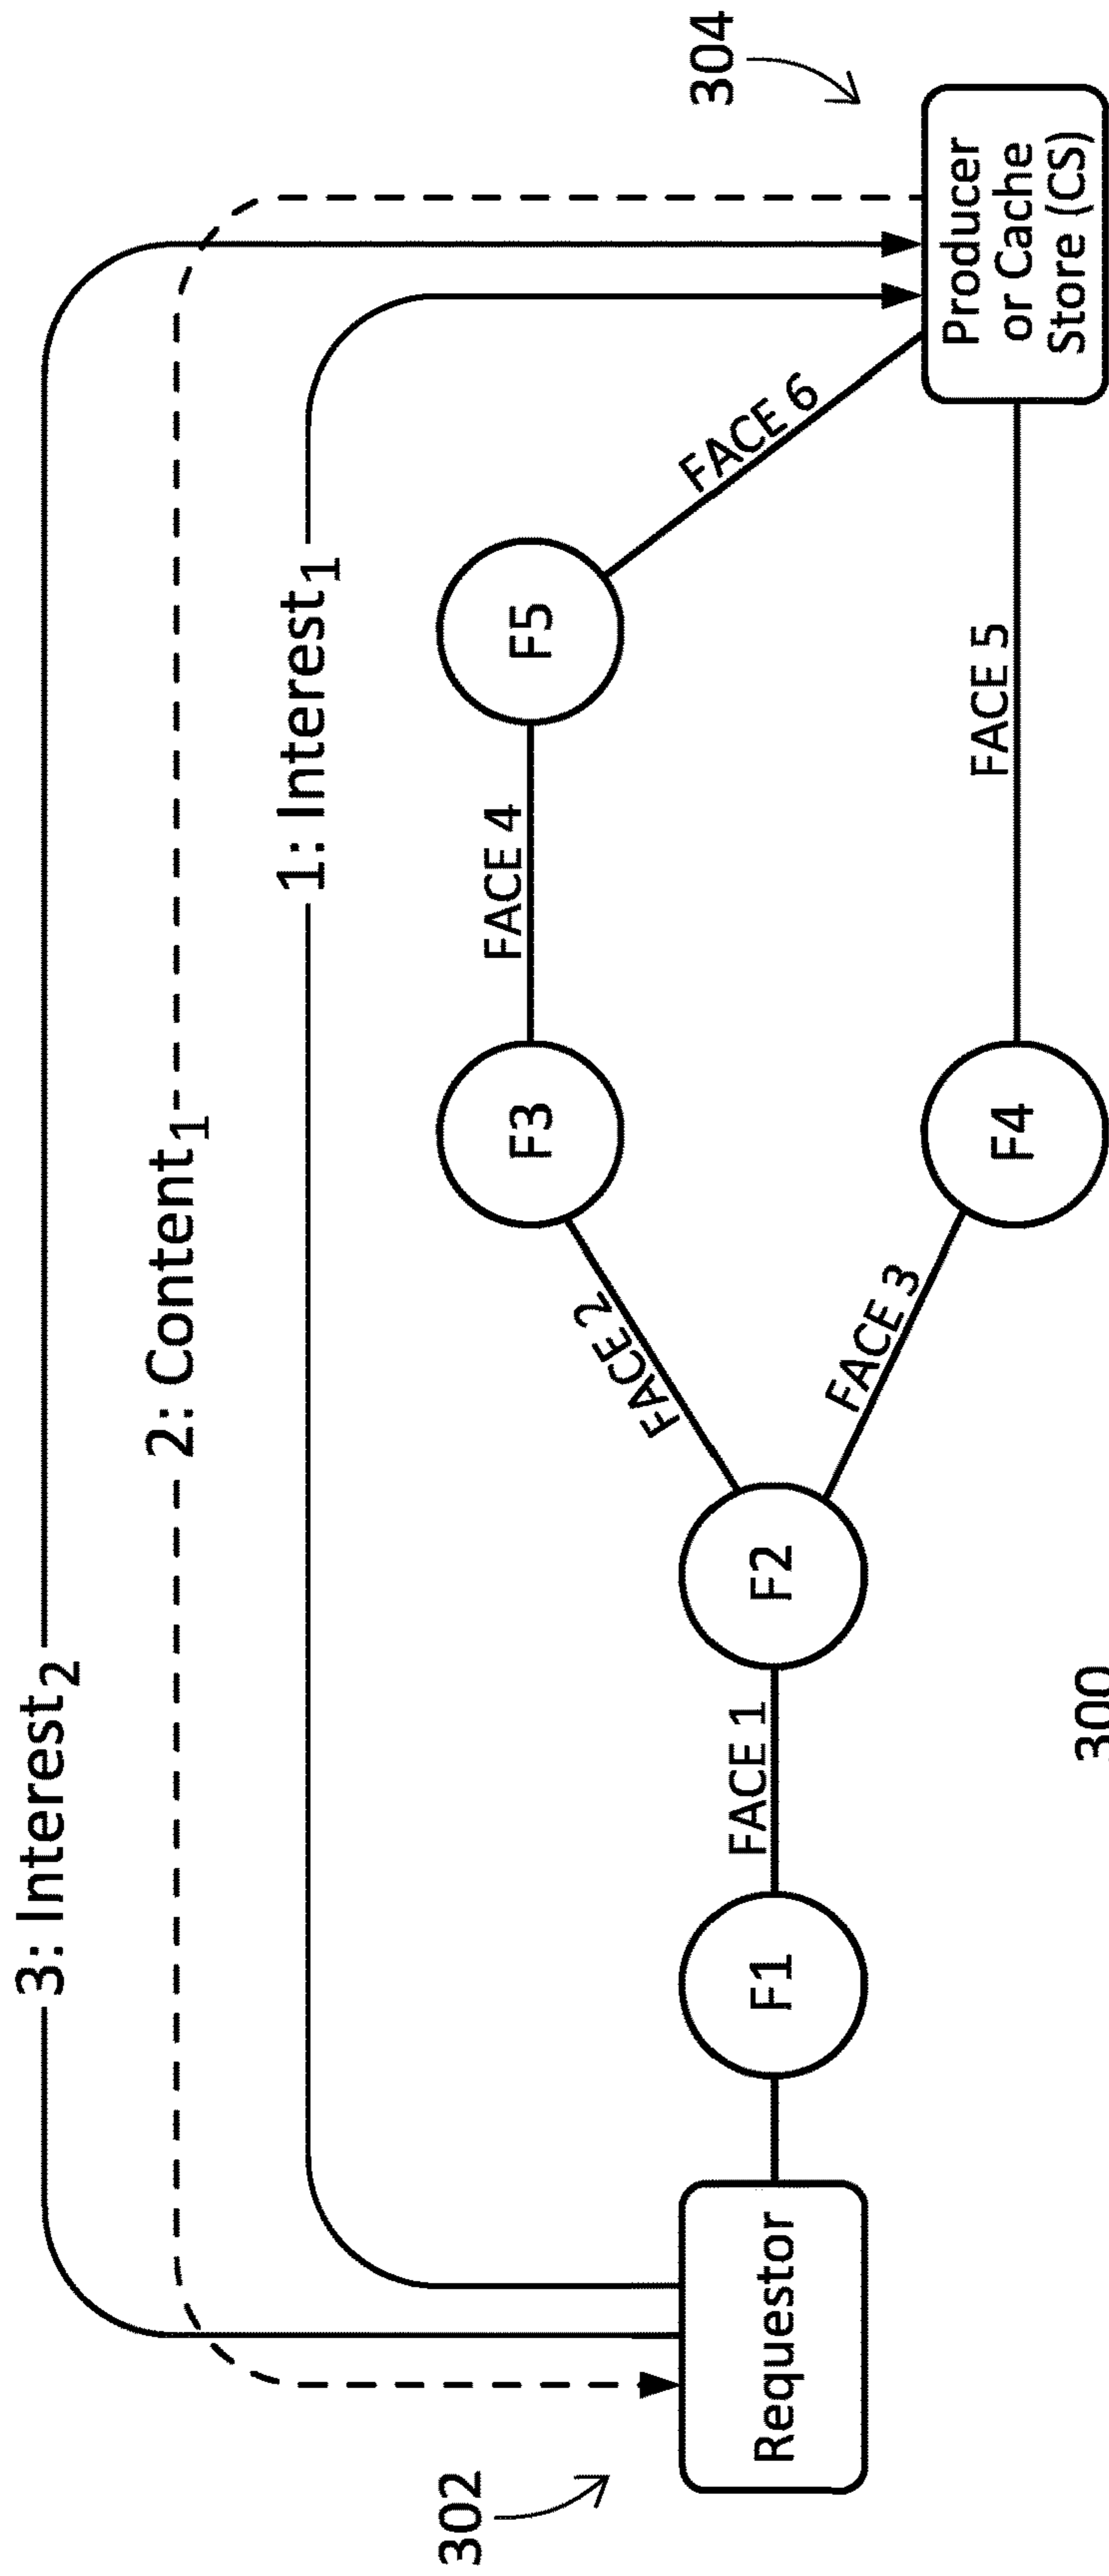 3: Interest2
2: Content1
1: Interest1
302
304
Requestor
F1
FACE 1
F2
FACE 2
FACE 3
F3
F4
FACE 4
FACE 5
F5
FACE 6
Producer
or Cache
Store (CS)
300